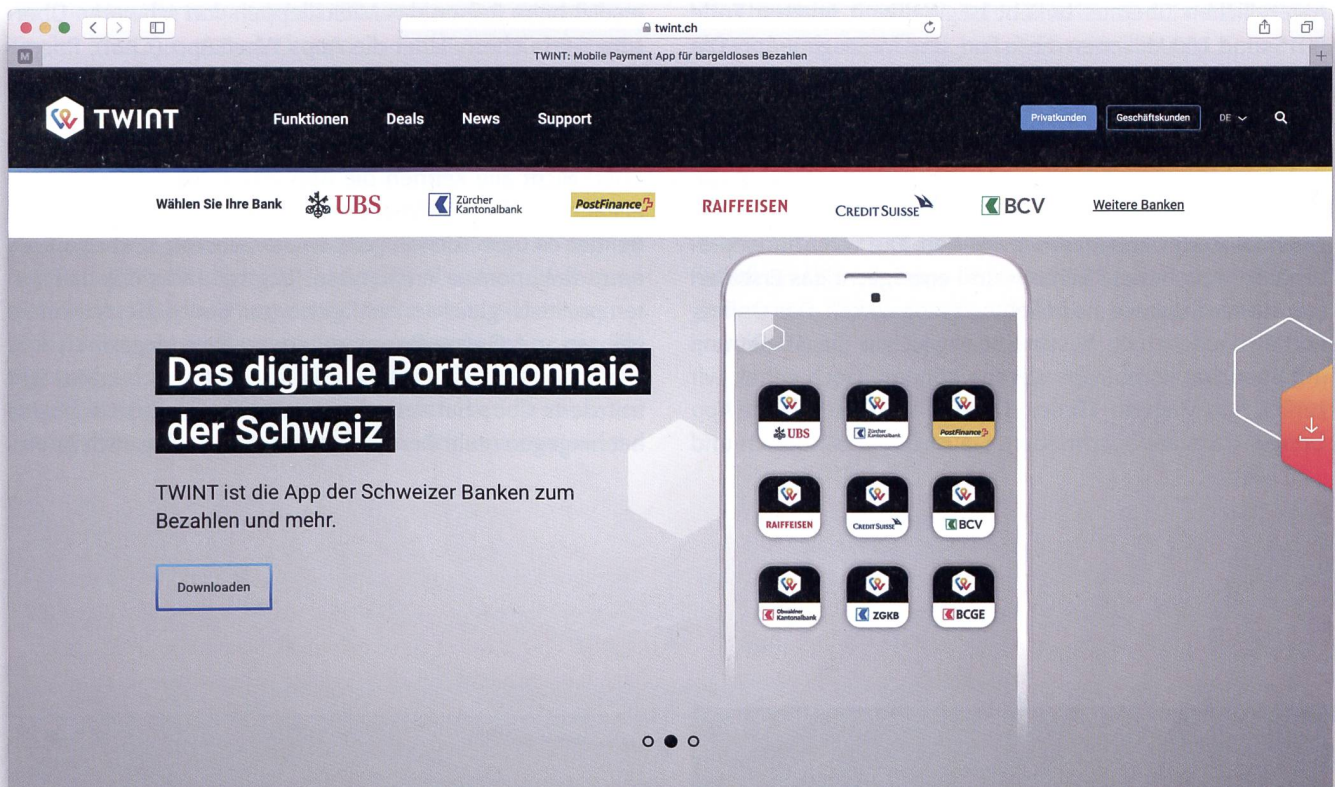 twint.ch
M
TWINT: Mobile Payment App für bargeldloses Bezahlen
TWINT
Funktionen
Deals
News
Support
Privatkunden
Geschäftskunden
DE
Wählen Sie Ihre Bank
UBS
Zürcher
Kantonalbank
PostFinance
RAIFFEISEN
CREDIT SUISSE
BCV
Weitere Banken
Das digitale Portemonnaie
der Schweiz
TWINT ist die App der Schweizer Banken zum
Bezahlen und mehr.
Downloaden
UBS
Zürcher
Kantonalbank
PostFinance
RAIFFEISEN
CREDIT SUISSE
BCV
Obwaldner
Kantonalbank
ZGKB
BCGE